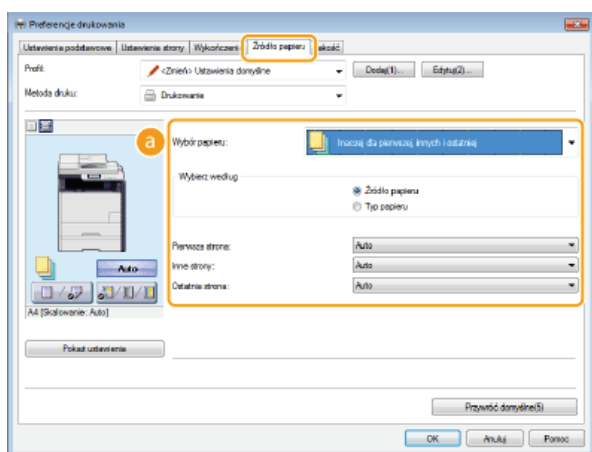 Preferencje drukowania
Ustawienia podstawowe Ustawienia strony Wykończeni Źródło papieru akość
Profil: <Zmień> Ustawienia domyślne Dodaj(1)... Edytuj(2)...
Metoda druku: Drukowanie
a Wybór papieru: Inaczej dla pierwszej, innych i ostatniej
Wybierz według
Źródło papieru
Typ papieru
Pierwsza strona: Auto
Auto Inne strony: Auto
Ostatnia strona: Auto
A4 [Skalowanie: Auto]
Pokaż ustawienia
Przywróć domyślne(5)
OK Anuluj Pomoc